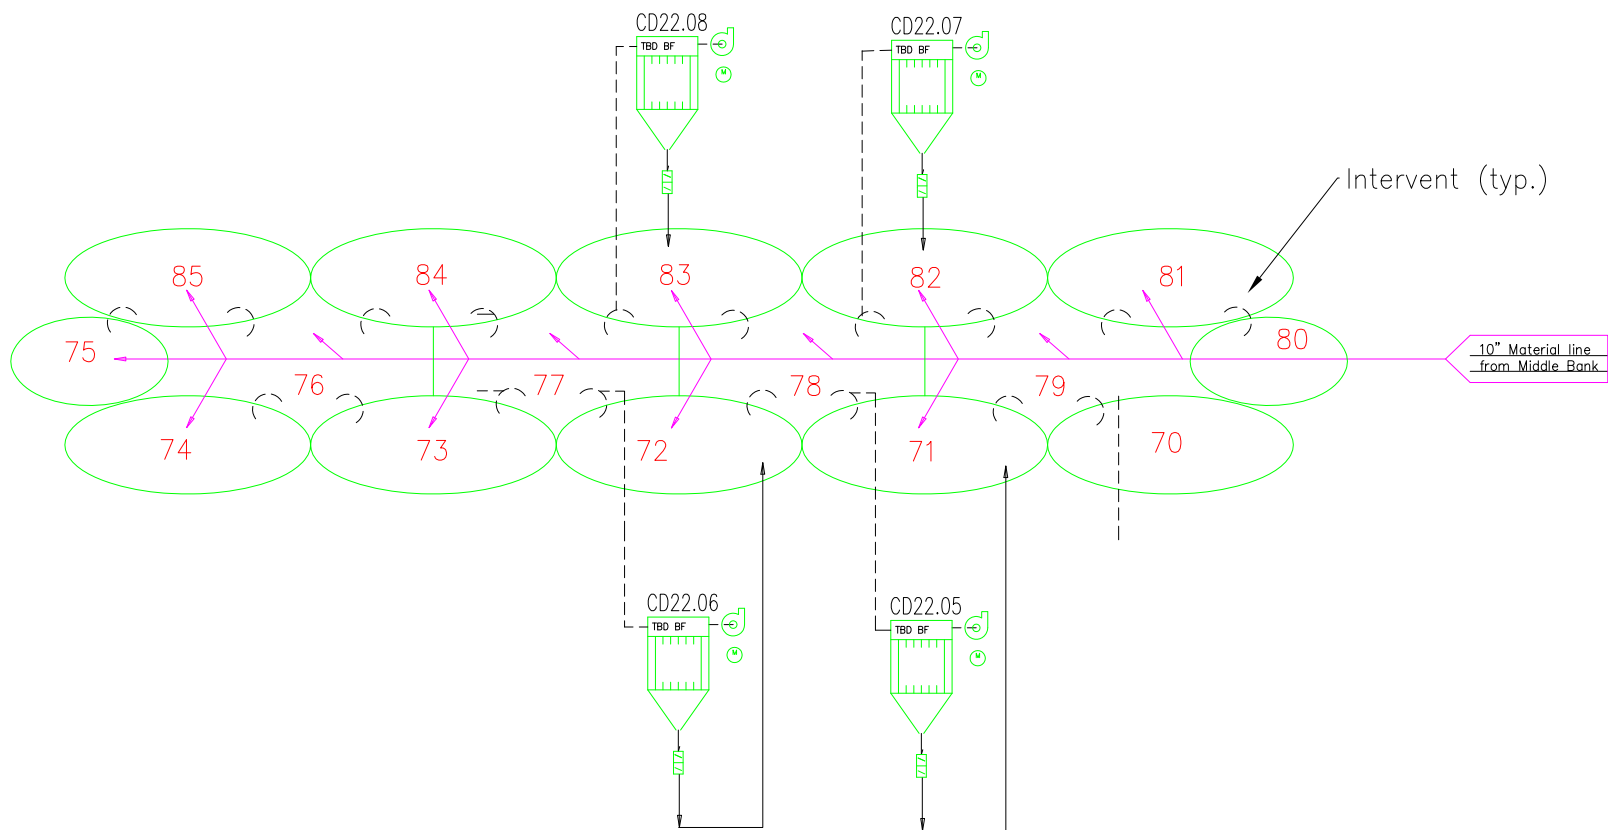 CD22.08
TBD BF
M
CD22.07
TBD BF
M
Intervent (typ.)
85
84
83
82
81
75
80
10" Material line
from Middle Bank
76
77
78
79
74
73
72
71
70
CD22.06
TBD BF
M
CD22.05
TBD BF
M